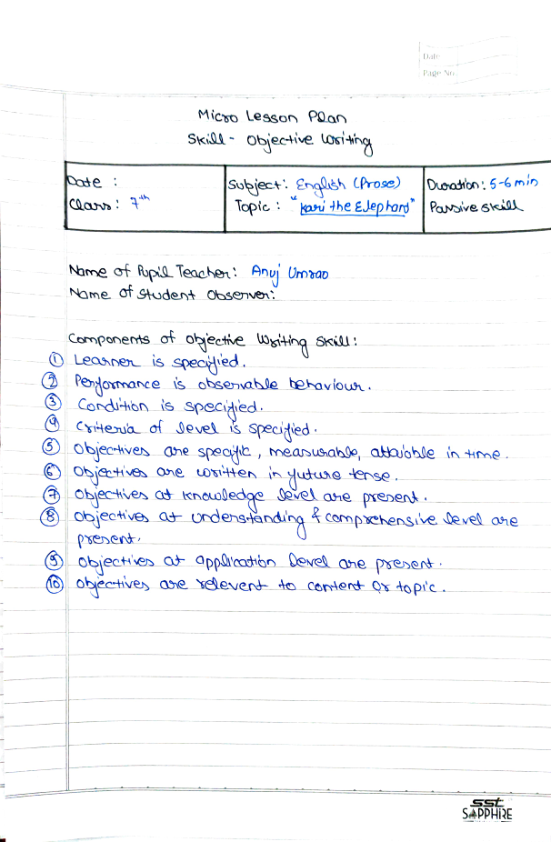 Date
Page No.
Micro Lesson Plan
Skill - Objective Writing
Date :
Subject: English (Prose)
Duration: 5-6 min
Class: 7th
Topic : "Kari the Elephant"
Passive skill
Name of Pupil Teacher: Anuj Umrao
Name of Student Observer:
Components of objective Writing skill:
① Learner is specified.
② Performance is observable behaviour.
③ Condition is specified.
④ Criteria of level is specified.
⑤ Objectives are specific, measurable, attainable in time.
⑥ Objectives are written in future tense.
⑦ Objectives at knowledge level are present.
⑧ Objectives at understanding & comprehensive level are
present.
⑨ Objectives at application level are present.
⑩ Objectives are relevent to content or topic.
sst
SAPPHIRE